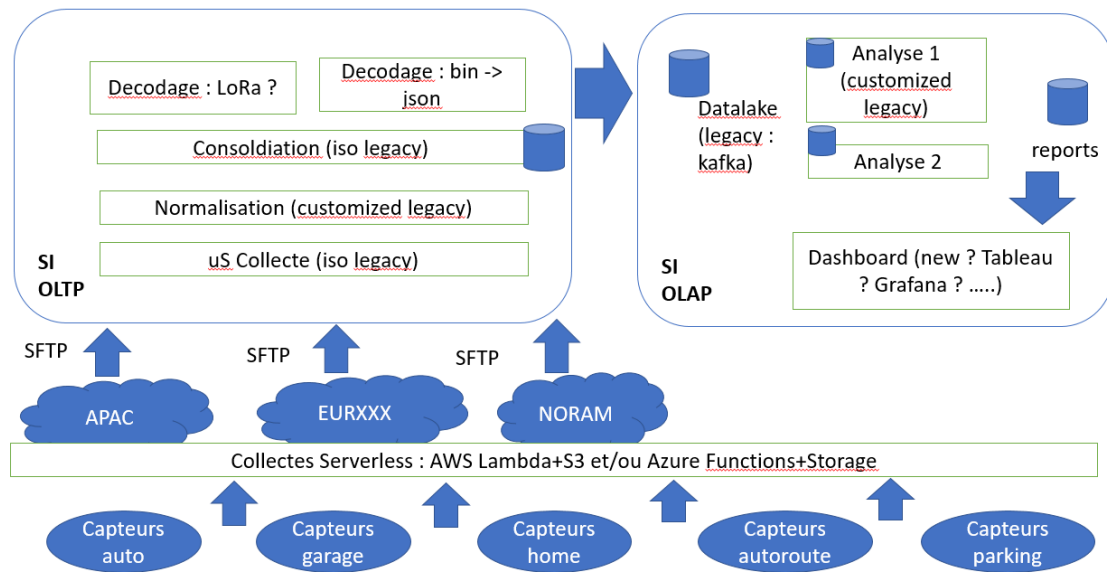 Decodage : LoRa ?
Decodage : bin ->
json
Consoldiation (iso legacy)
Normalisation (customized legacy)
uS Collecte (iso legacy)
SI
OLTP
Datalake
(legacy :
kafka)
Analyse 1
(customized
legacy)
Analyse 2
reports
Dashboard (new ? Tableau
? Grafana ? …..)
SI
OLAP
SFTP
SFTP
SFTP
APAC
EURXXX
NORAM
Collectes Serverless : AWS Lambda+S3 et/ou Azure Functions+Storage
Capteurs
auto
Capteurs
garage
Capteurs
home
Capteurs
autoroute
Capteurs
parking